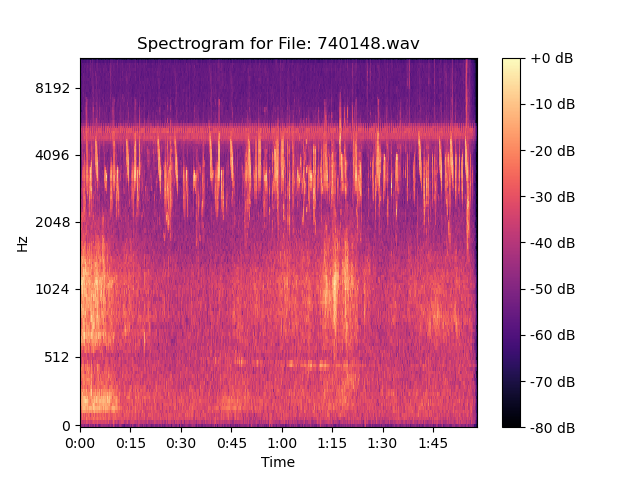 Spectrogram for File: 740148.wav
Hz
8192
4096
2048
1024
512
0
0:00 0:15 0:30 0:45 1:00 1:15 1:30 1:45
Time
+0 dB
-10 dB
-20 dB
-30 dB
-40 dB
-50 dB
-60 dB
-70 dB
-80 dB